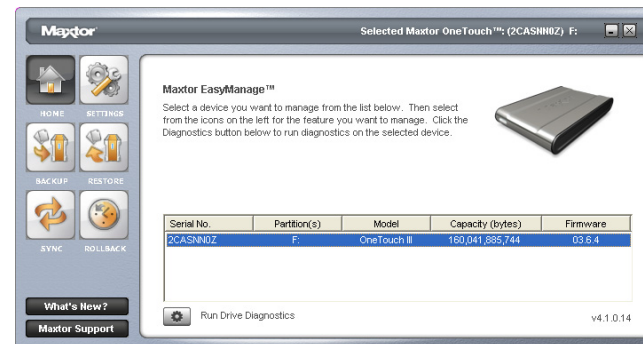 Maxtor
Selected Maxtor OneTouch™: (2CASNN0Z) F:
HOME SETTINGS
BACKUP RESTORE
SYNC ROLLBACK
What's New?
Maxtor Support
Maxtor EasyManage™
Select a device you want to manage from the list below. Then select
from the icons on the left for the feature you want to manage. Click the
Diagnostics button below to run diagnostics on the selected device.
Serial No. Partition(s) Model Capacity (bytes) Firmware
2CASNN0Z F: OneTouch III 160,041,885,744 03.6.4
Run Drive Diagnostics
v4.1.0.14